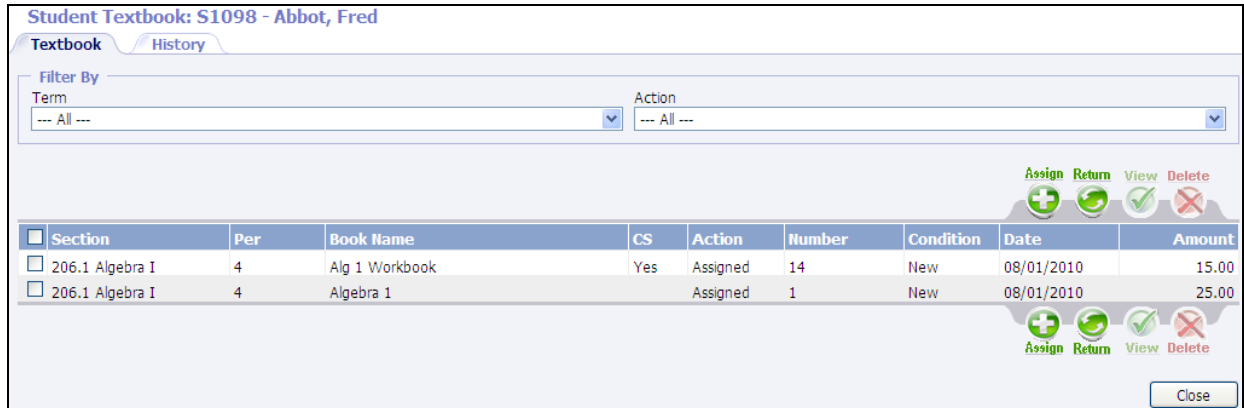 Student Textbook: S1098 - Abbot, Fred
Textbook History
Filter By
Term Action
--- All --- --- All ---
Assign Return View Delete
Section Per Book Name CS Action Number Condition Date Amount
206.1 Algebra I 4 Alg 1 Workbook Yes Assigned 14 New 08/01/2010 15.00
206.1 Algebra I 4 Algebra 1 Assigned 1 New 08/01/2010 25.00
Assign Return View Delete
Close